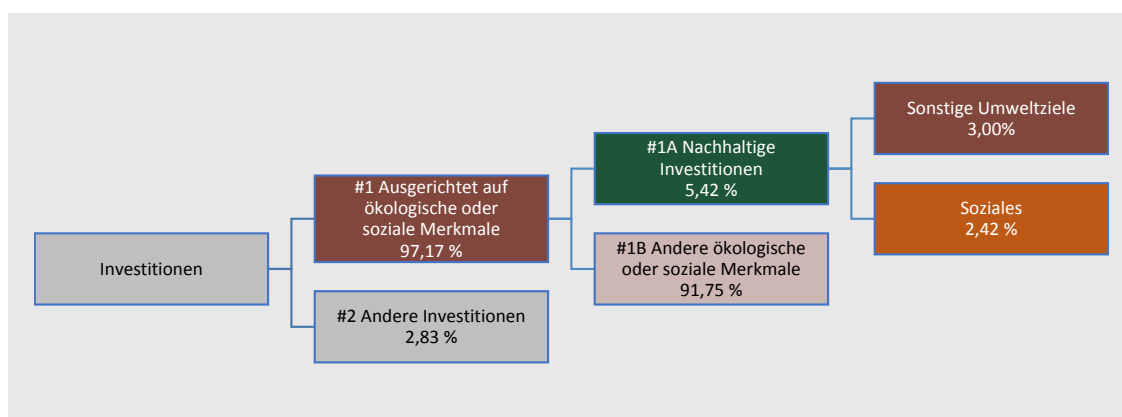 Investitionen
#1 Ausgerichtet auf
ökologische oder
soziale Merkmale
97,17 %
#2 Andere Investitionen
2,83 %
#1A Nachhaltige
Investitionen
5,42 %
#1B Andere ökologische
oder soziale Merkmale
91,75 %
Sonstige Umweltziele
3,00%
Soziales
2,42 %